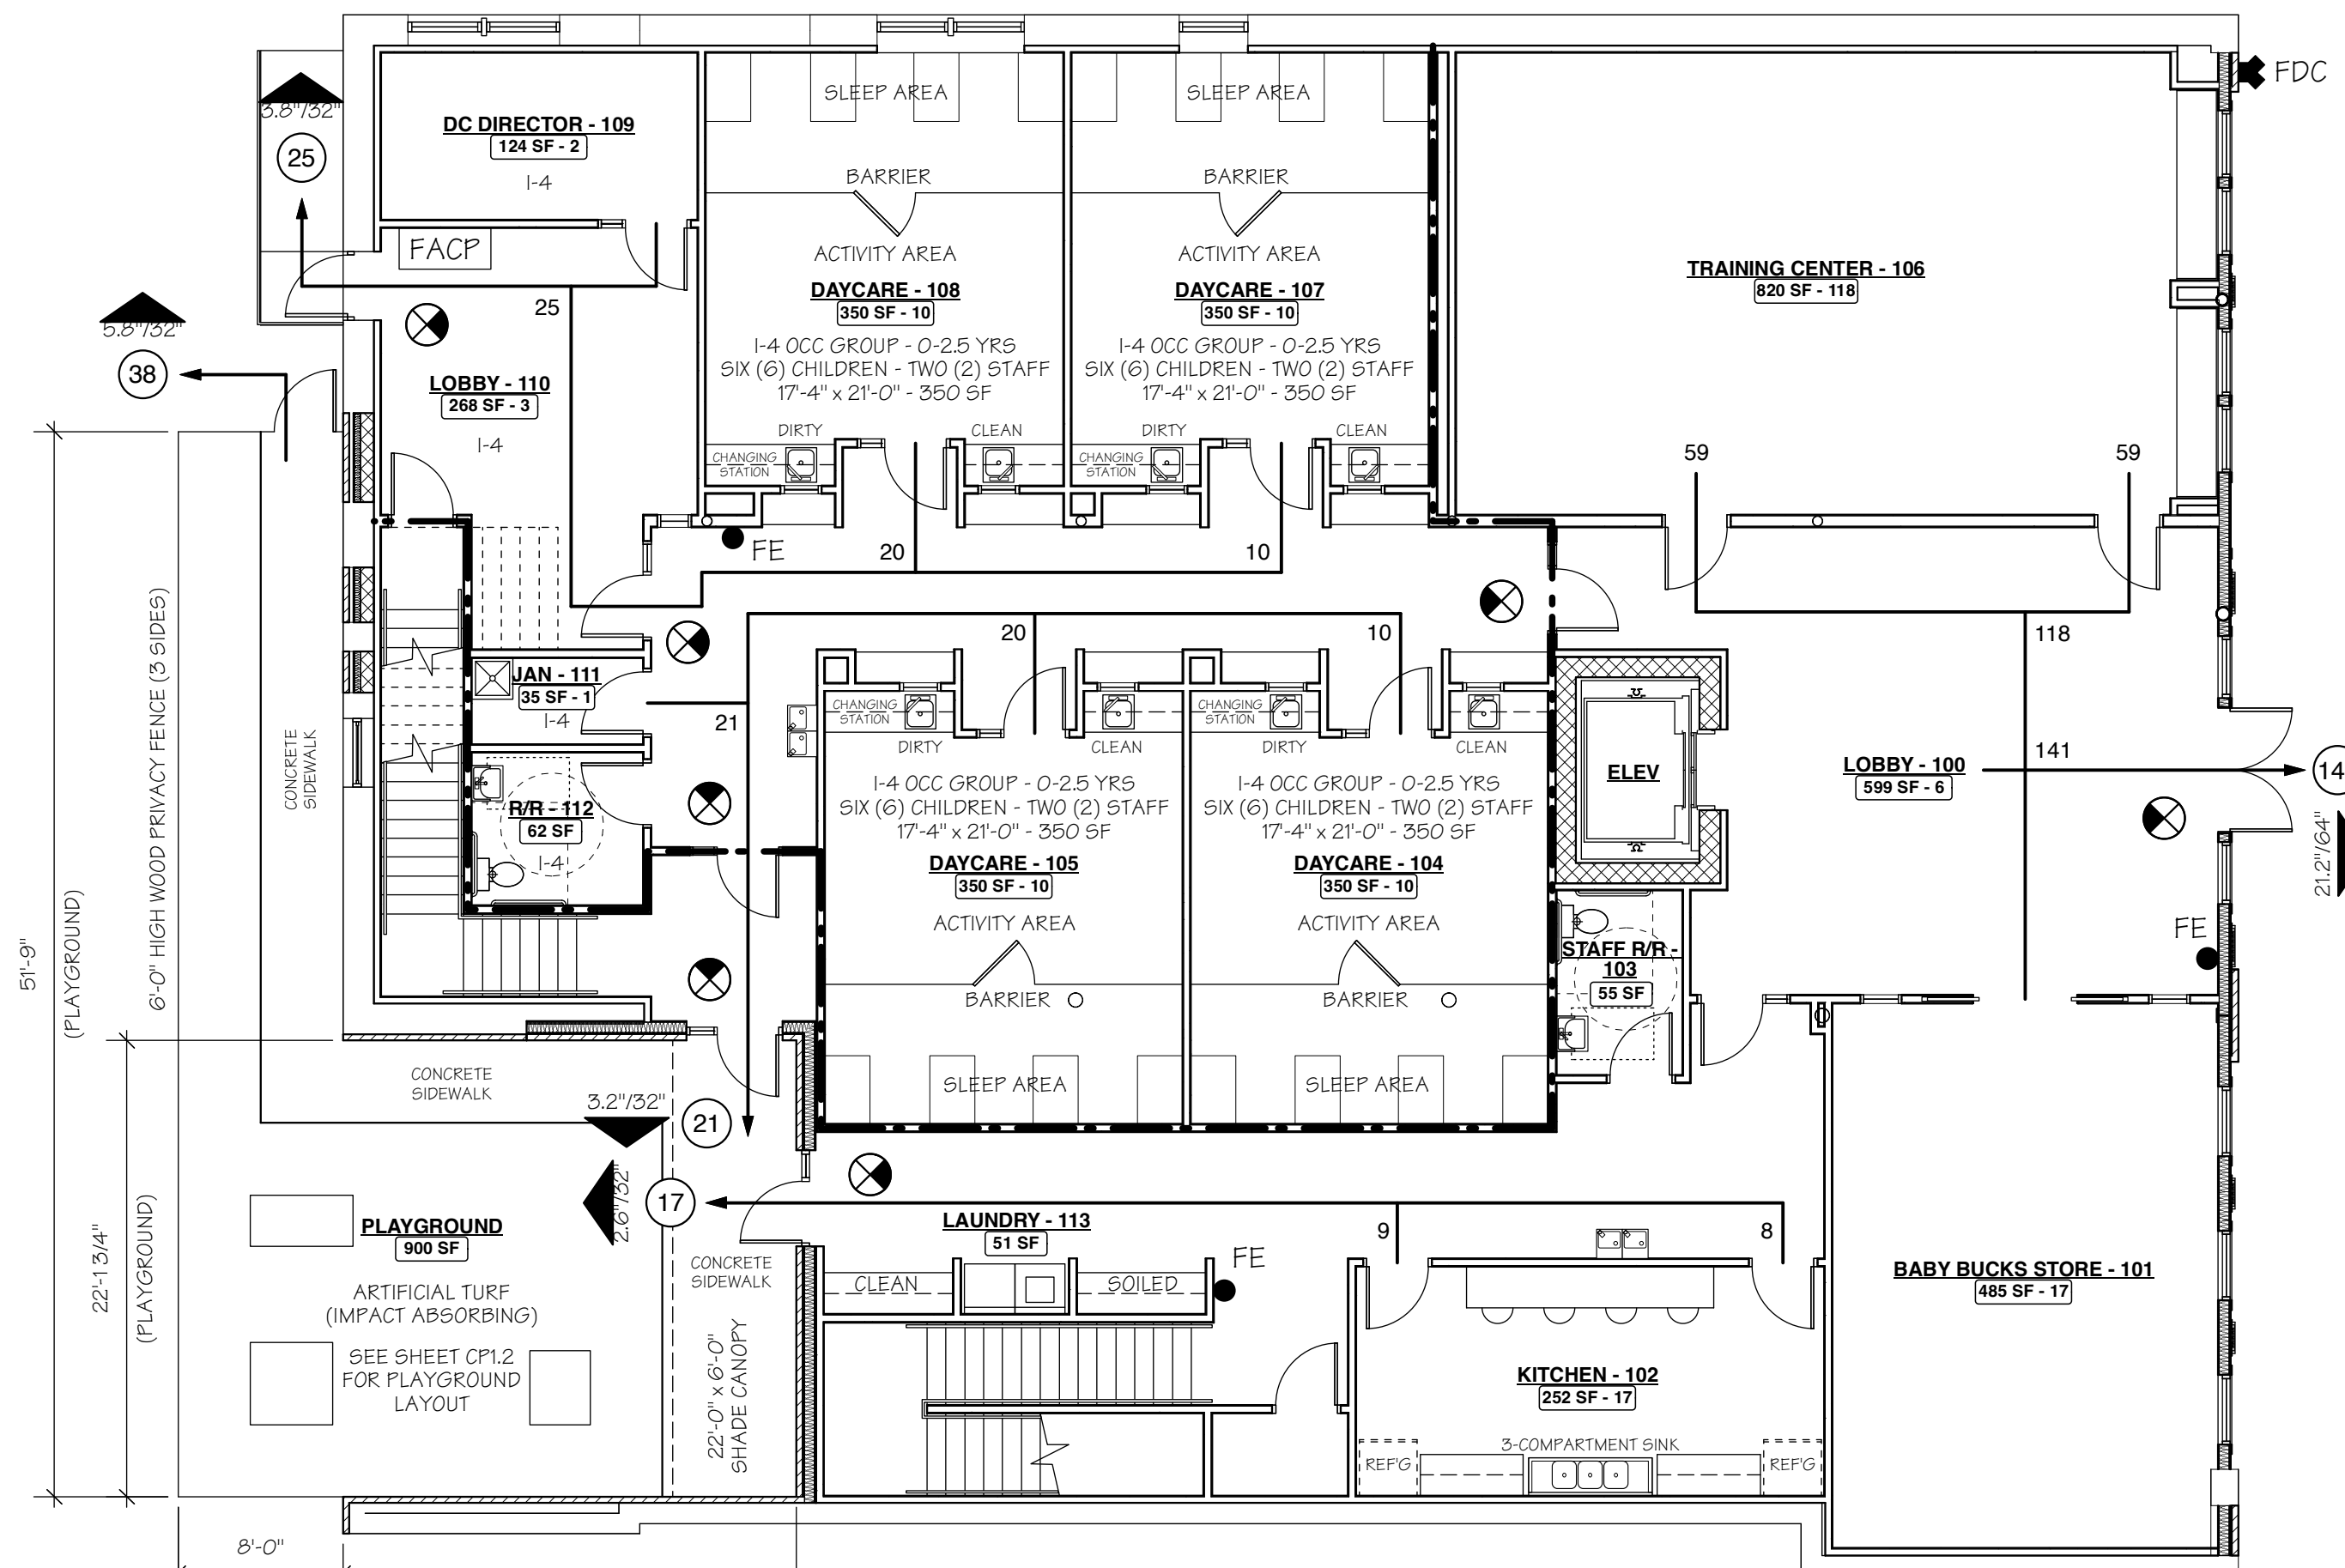 FDC
3.8"/32"
25
DC DIRECTOR - 109
124 SF - 2
I-4
FACP
25
5.8"/32"
38
LOBBY - 110
268 SF - 3
I-4
SLEEP AREA
BARRIER
ACTIVITY AREA
DAYCARE - 108
350 SF - 10
I-4 OCC GROUP - 0-2.5 YRS
SIX (6) CHILDREN - TWO (2) STAFF
17'-4" x 21'-0" - 350 SF
DIRTY
CLEAN
CHANGING
STATION
SLEEP AREA
BARRIER
ACTIVITY AREA
DAYCARE - 107
350 SF - 10
I-4 OCC GROUP - 0-2.5 YRS
SIX (6) CHILDREN - TWO (2) STAFF
17'-4" x 21'-0" - 350 SF
DIRTY
CLEAN
CHANGING
STATION
TRAINING CENTER - 106
820 SF - 118
59
59
FE
20
10
20
10
118
JAN - 111
35 SF - 1
I-4
21
R/R - 112
62 SF
I-4
CHANGING
STATION
DIRTY
CLEAN
I-4 OCC GROUP - 0-2.5 YRS
SIX (6) CHILDREN - TWO (2) STAFF
17'-4" x 21'-0" - 350 SF
DAYCARE - 105
350 SF - 10
ACTIVITY AREA
BARRIER
SLEEP AREA
CHANGING
STATION
DIRTY
CLEAN
I-4 OCC GROUP - 0-2.5 YRS
SIX (6) CHILDREN - TWO (2) STAFF
17'-4" x 21'-0" - 350 SF
DAYCARE - 104
350 SF - 10
ACTIVITY AREA
BARRIER
SLEEP AREA
ELEV
LOBBY - 100
599 SF - 6
141
14
21.2"/64"
FE
STAFF R/R -
103
55 SF
51'-9"
(PLAYGROUND)
6'-0" HIGH WOOD PRIVACY FENCE (3 SIDES)
CONCRETE
SIDEWALK
22'-1 3/4"
(PLAYGROUND)
CONCRETE
SIDEWALK
3.2"/32"
21
2.6"/32"
17
PLAYGROUND
900 SF
ARTIFICIAL TURF
(IMPACT ABSORBING)
SEE SHEET CP1.2
FOR PLAYGROUND
LAYOUT
CONCRETE
SIDEWALK
22'-0" x 6'-0"
SHADE CANOPY
8'-0"
LAUNDRY - 113
51 SF
CLEAN
SOILED
FE
9
8
KITCHEN - 102
252 SF - 17
3-COMPARTMENT SINK
REF'G
REF'G
BABY BUCKS STORE - 101
485 SF - 17